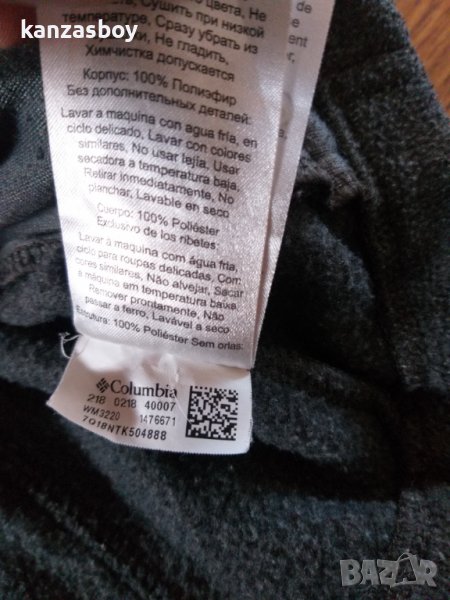 kanzasboy
цвета, Не
Сушить при низкой
температуре, Сразу убрать из
Не гладить,
Химчистка допускается
Корпус: 100% Полиэфир
Без дополнительных деталей:
Lavar a maquina con agua fría, en
ciclo delicado, Lavar con colores
similares, No usar lejía, Usar
secadora a temperatura baja,
Retirar inmediatamente, No
planchar, Lavable en seco
Cuerpo: 100% Poliéster
Exclusivo de los ribetes:
Lavar a máquina com água fria,
ciclo para roupas delicadas, Com
cores similares, Não alvejar, Secar
a máquina em temperatura baixa
Remover prontamente, Não
passar a ferro, Lavável a seco
100% Poliéster Sem orlas:
Columbia
218 0218 40007
WM3220 1476671
7Q18NTK504888
BAZAR